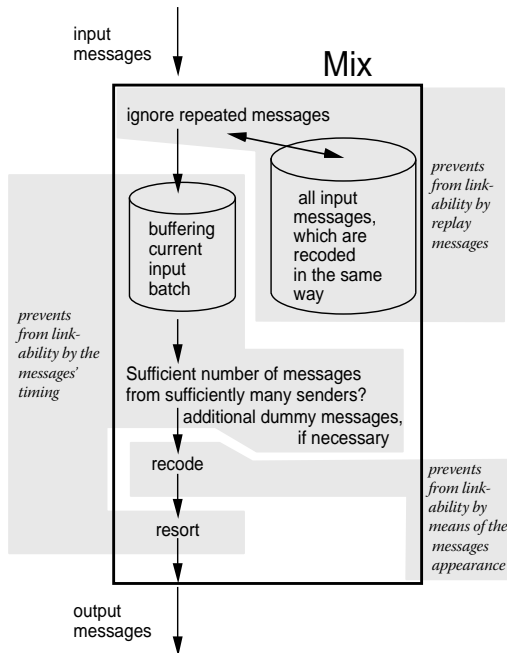 input
messages
Mix
ignore repeated messages
all input
messages,
which are
recoded
in the same
way
prevents
from link-
ability by
replay
messages
buffering
current
input
batch
prevents
from link-
ability by the
messages'
timing
Sufficient number of messages
from sufficiently many senders?
additional dummy messages,
if necessary
recode
prevents
from link-
ability by
means of the
messages
appearance
resort
output
messages